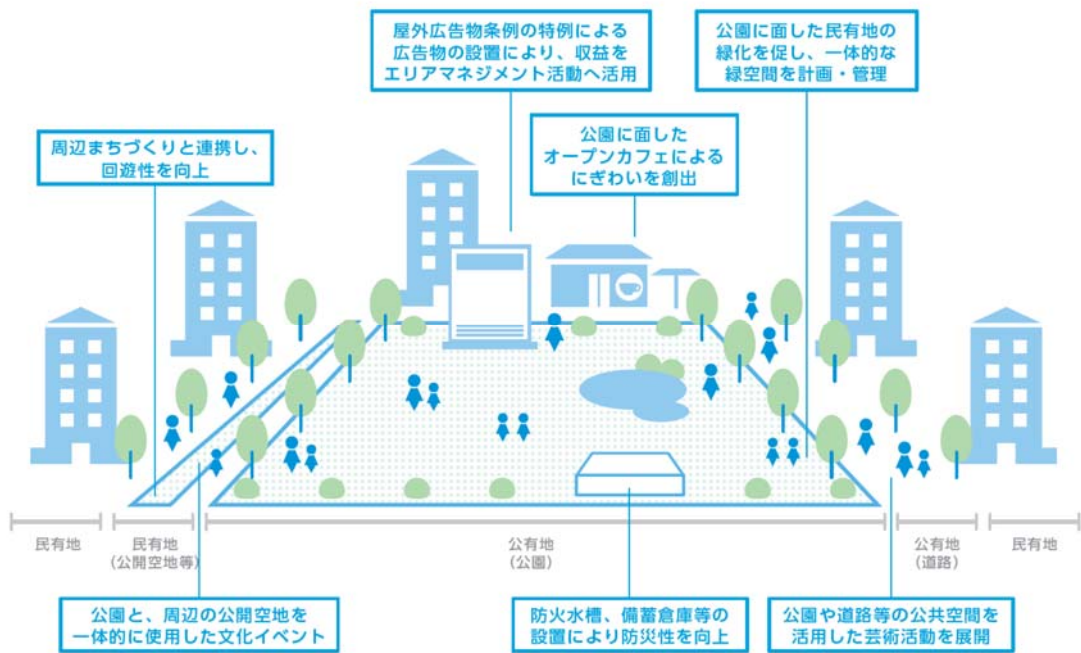 屋外広告物条例の特例による
広告物の設置により、収益を
エリアマネジメント活動へ活用
公園に面した民有地の
緑化を促し、一体的な
緑空間を計画・管理
周辺まちづくりと連携し、
回遊性を向上
公園に面した
オープンカフェによる
にぎわいを創出
民有地
民有地
(公開空地等)
公有地
(公園)
公有地
(道路)
民有地
公園と、周辺の公開空地を
一体的に使用した文化イベント
防火水槽、備蓄倉庫等の
設置により防災性を向上
公園や道路等の公共空間を
活用した芸術活動を展開